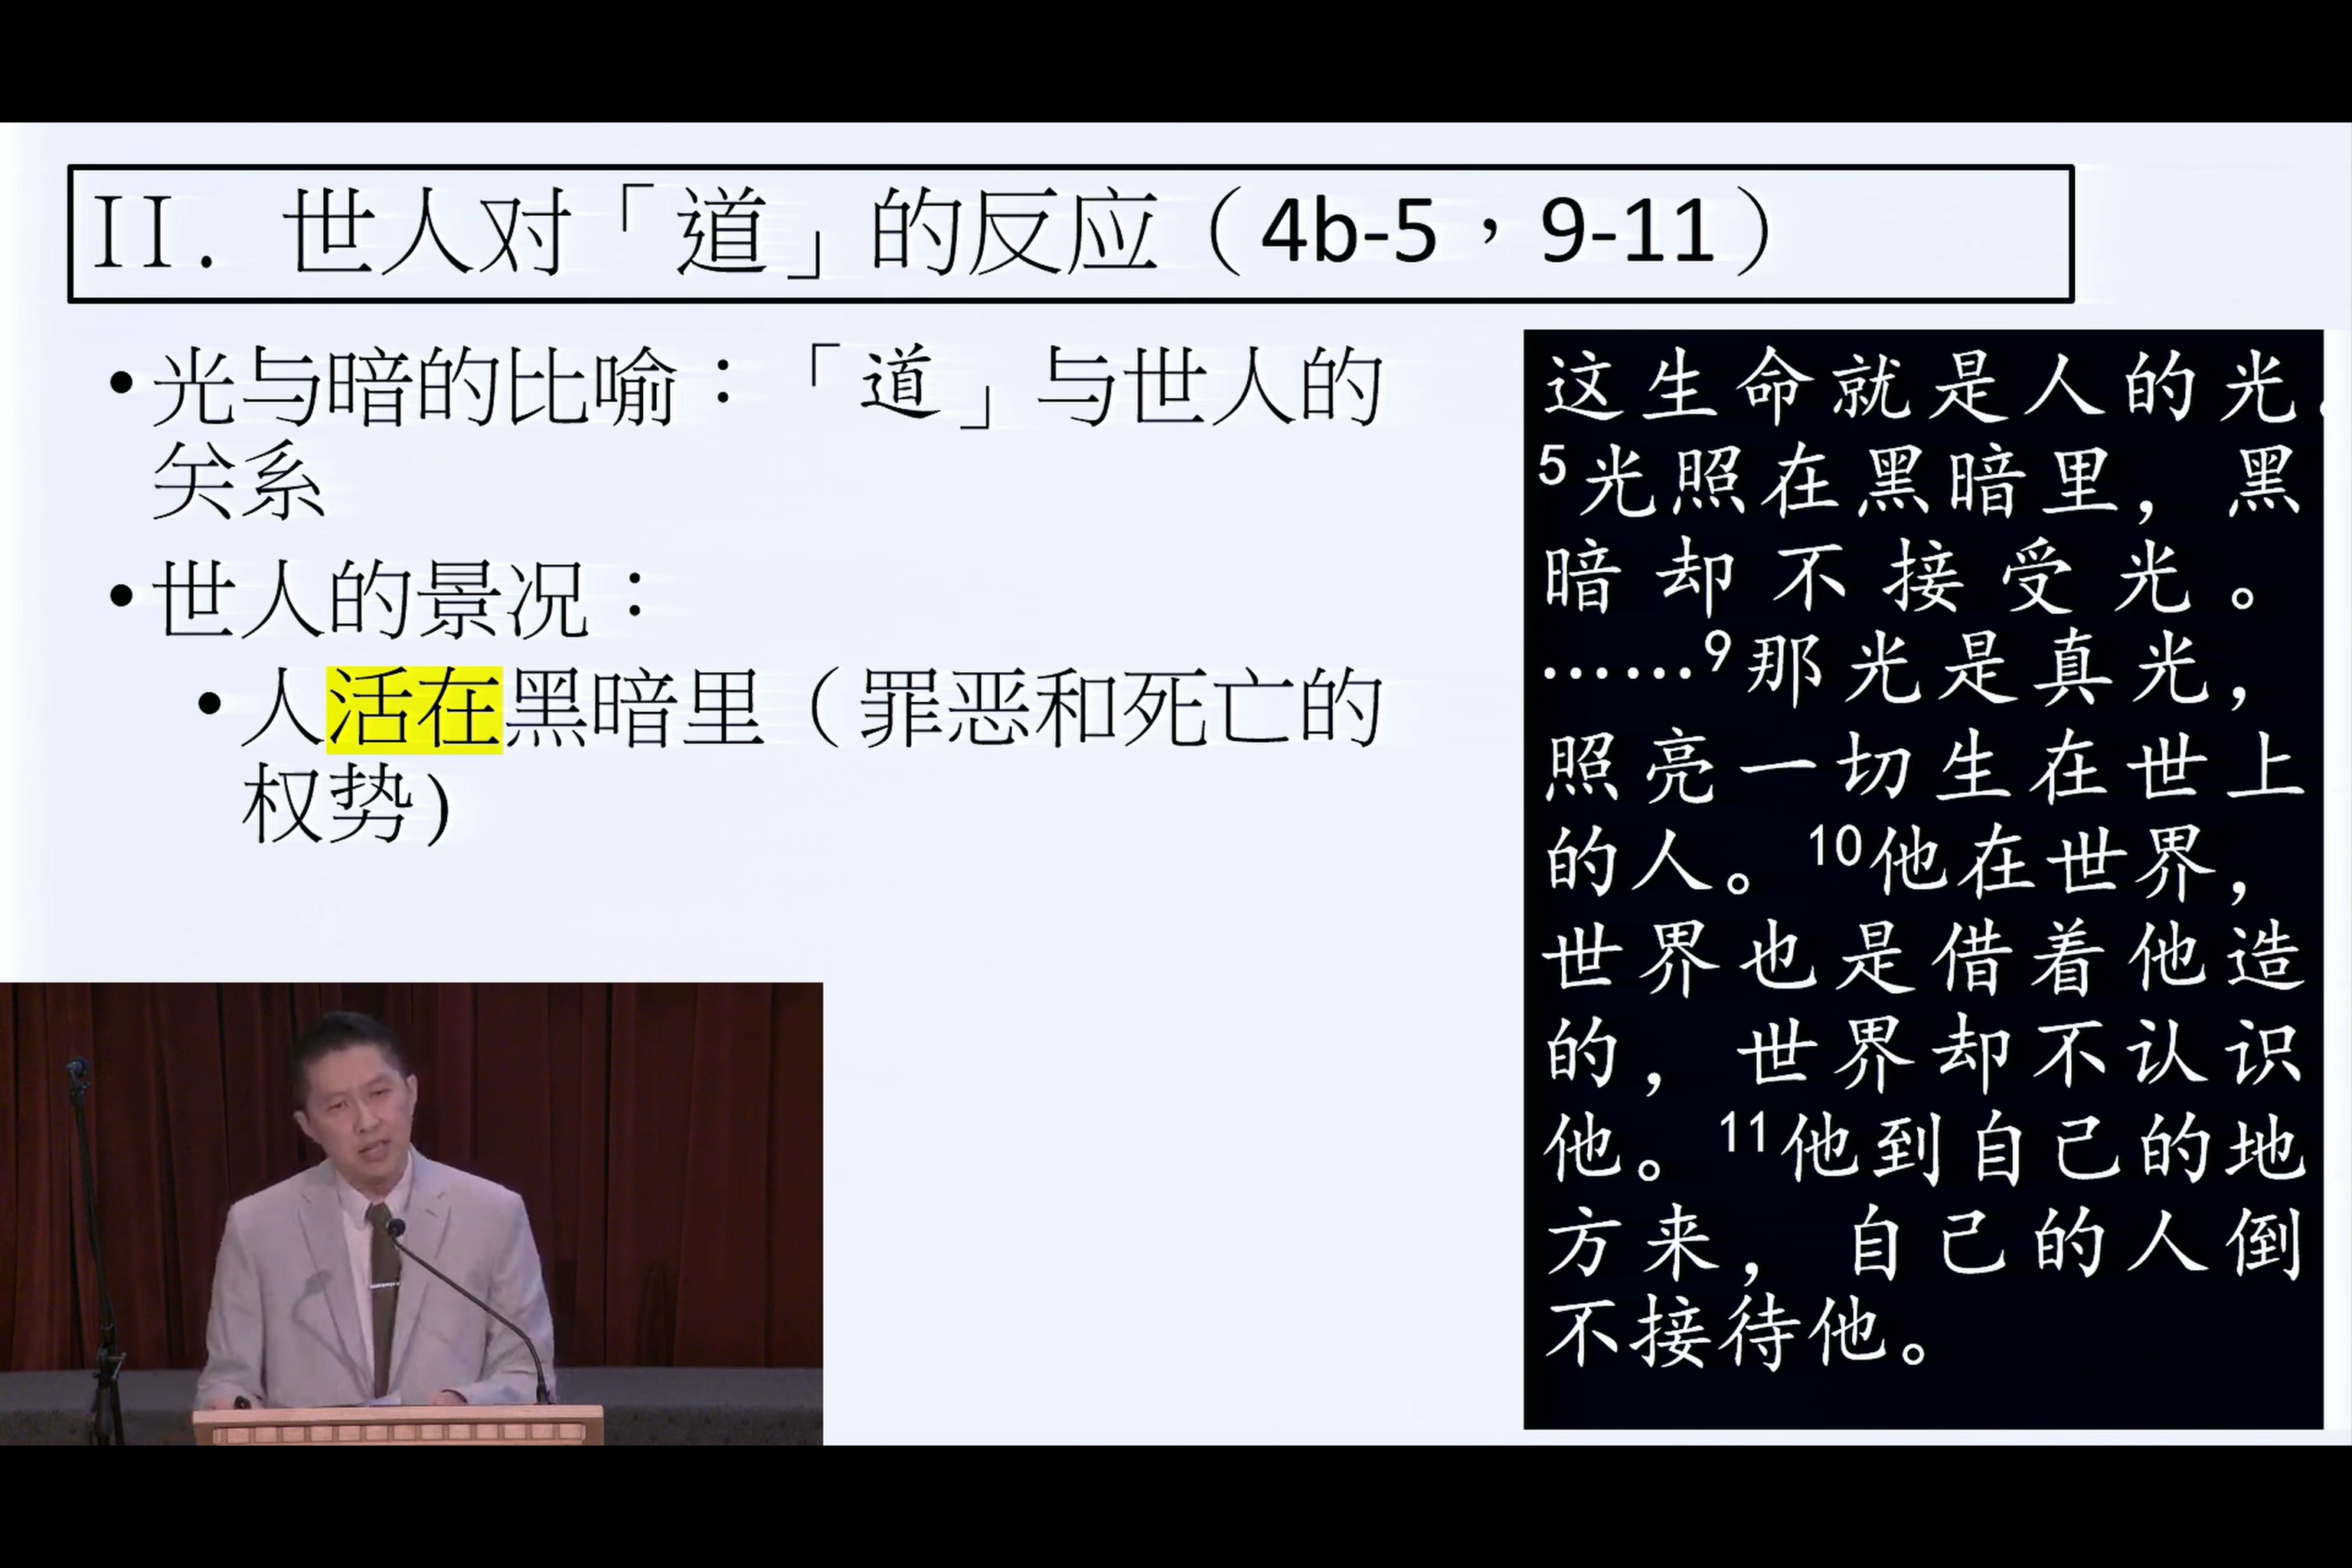 II. 世人对「道」的反应（4b-5，9-11）
•光与暗的比喻：「道」与世人的
关系
•世人的景况：
•人活在黑暗里（罪恶和死亡的
权势)
这生命就是人的光。
5光照在黑暗里，黑
暗却不接受光。
……9那光是真光，
照亮一切生在世上
的人。10他在世界，
世界也是借着他造
的，世界却不认识
他。11他到自己的地
方来，自己的人倒
不接待他。